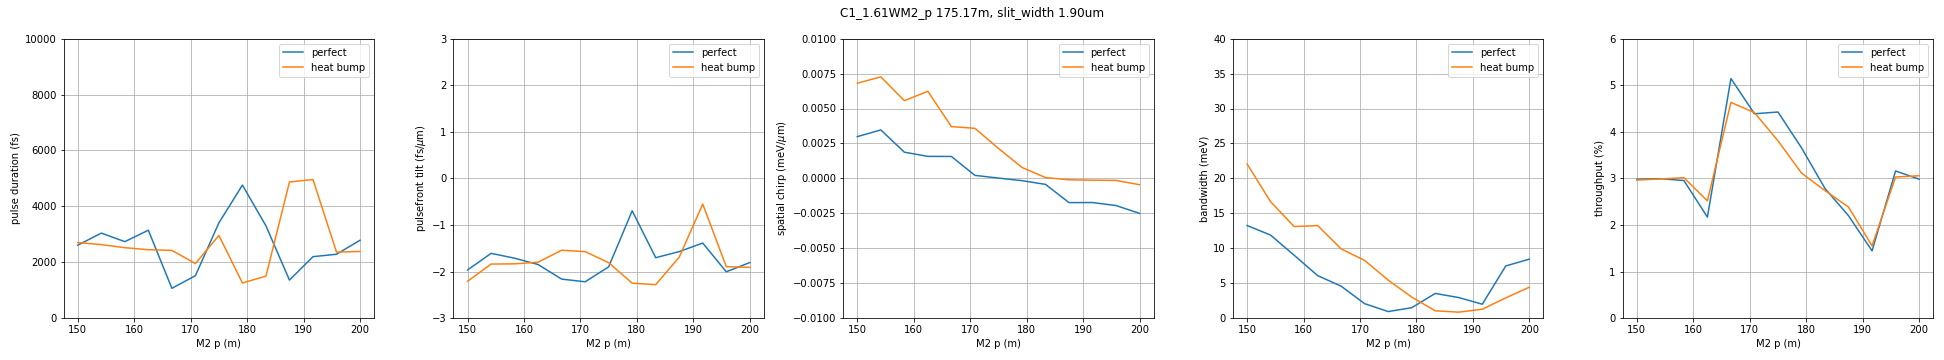 C1_1.61WM2_p 175.17m, slit_width 1.90um
pulse duration (fs)
10000
8000
6000
4000
2000
0
150 160 170 180 190 200
M2 p (m)
perfect
heat bump
pulsefront tilt (fs/μm)
3
2
1
0
−1
−2
−3
150 160 170 180 190 200
M2 p (m)
perfect
heat bump
spatial chirp (meV/μm)
0.0100
0.0075
0.0050
0.0025
0.0000
−0.0025
−0.0050
−0.0075
−0.0100
150 160 170 180 190 200
M2 p (m)
perfect
heat bump
bandwidth (meV)
40
35
30
25
20
15
10
5
0
150 160 170 180 190 200
M2 p (m)
perfect
heat bump
throughput (%)
6
5
4
3
2
1
0
150 160 170 180 190 200
M2 p (m)
perfect
heat bump